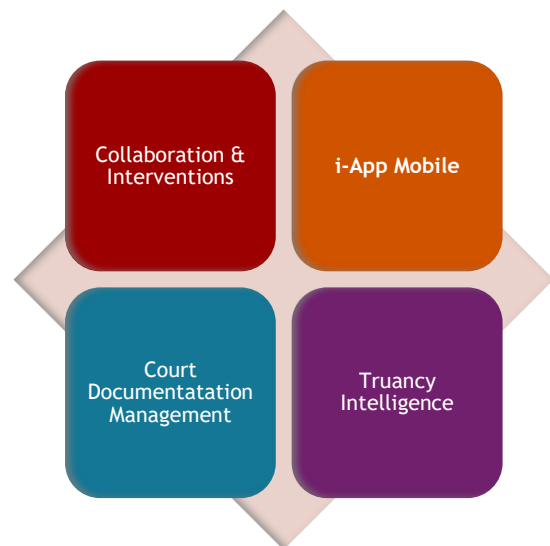 Collaboration &
Interventions
i-App Mobile
Court
Documentatation
Management
Truancy
Intelligence